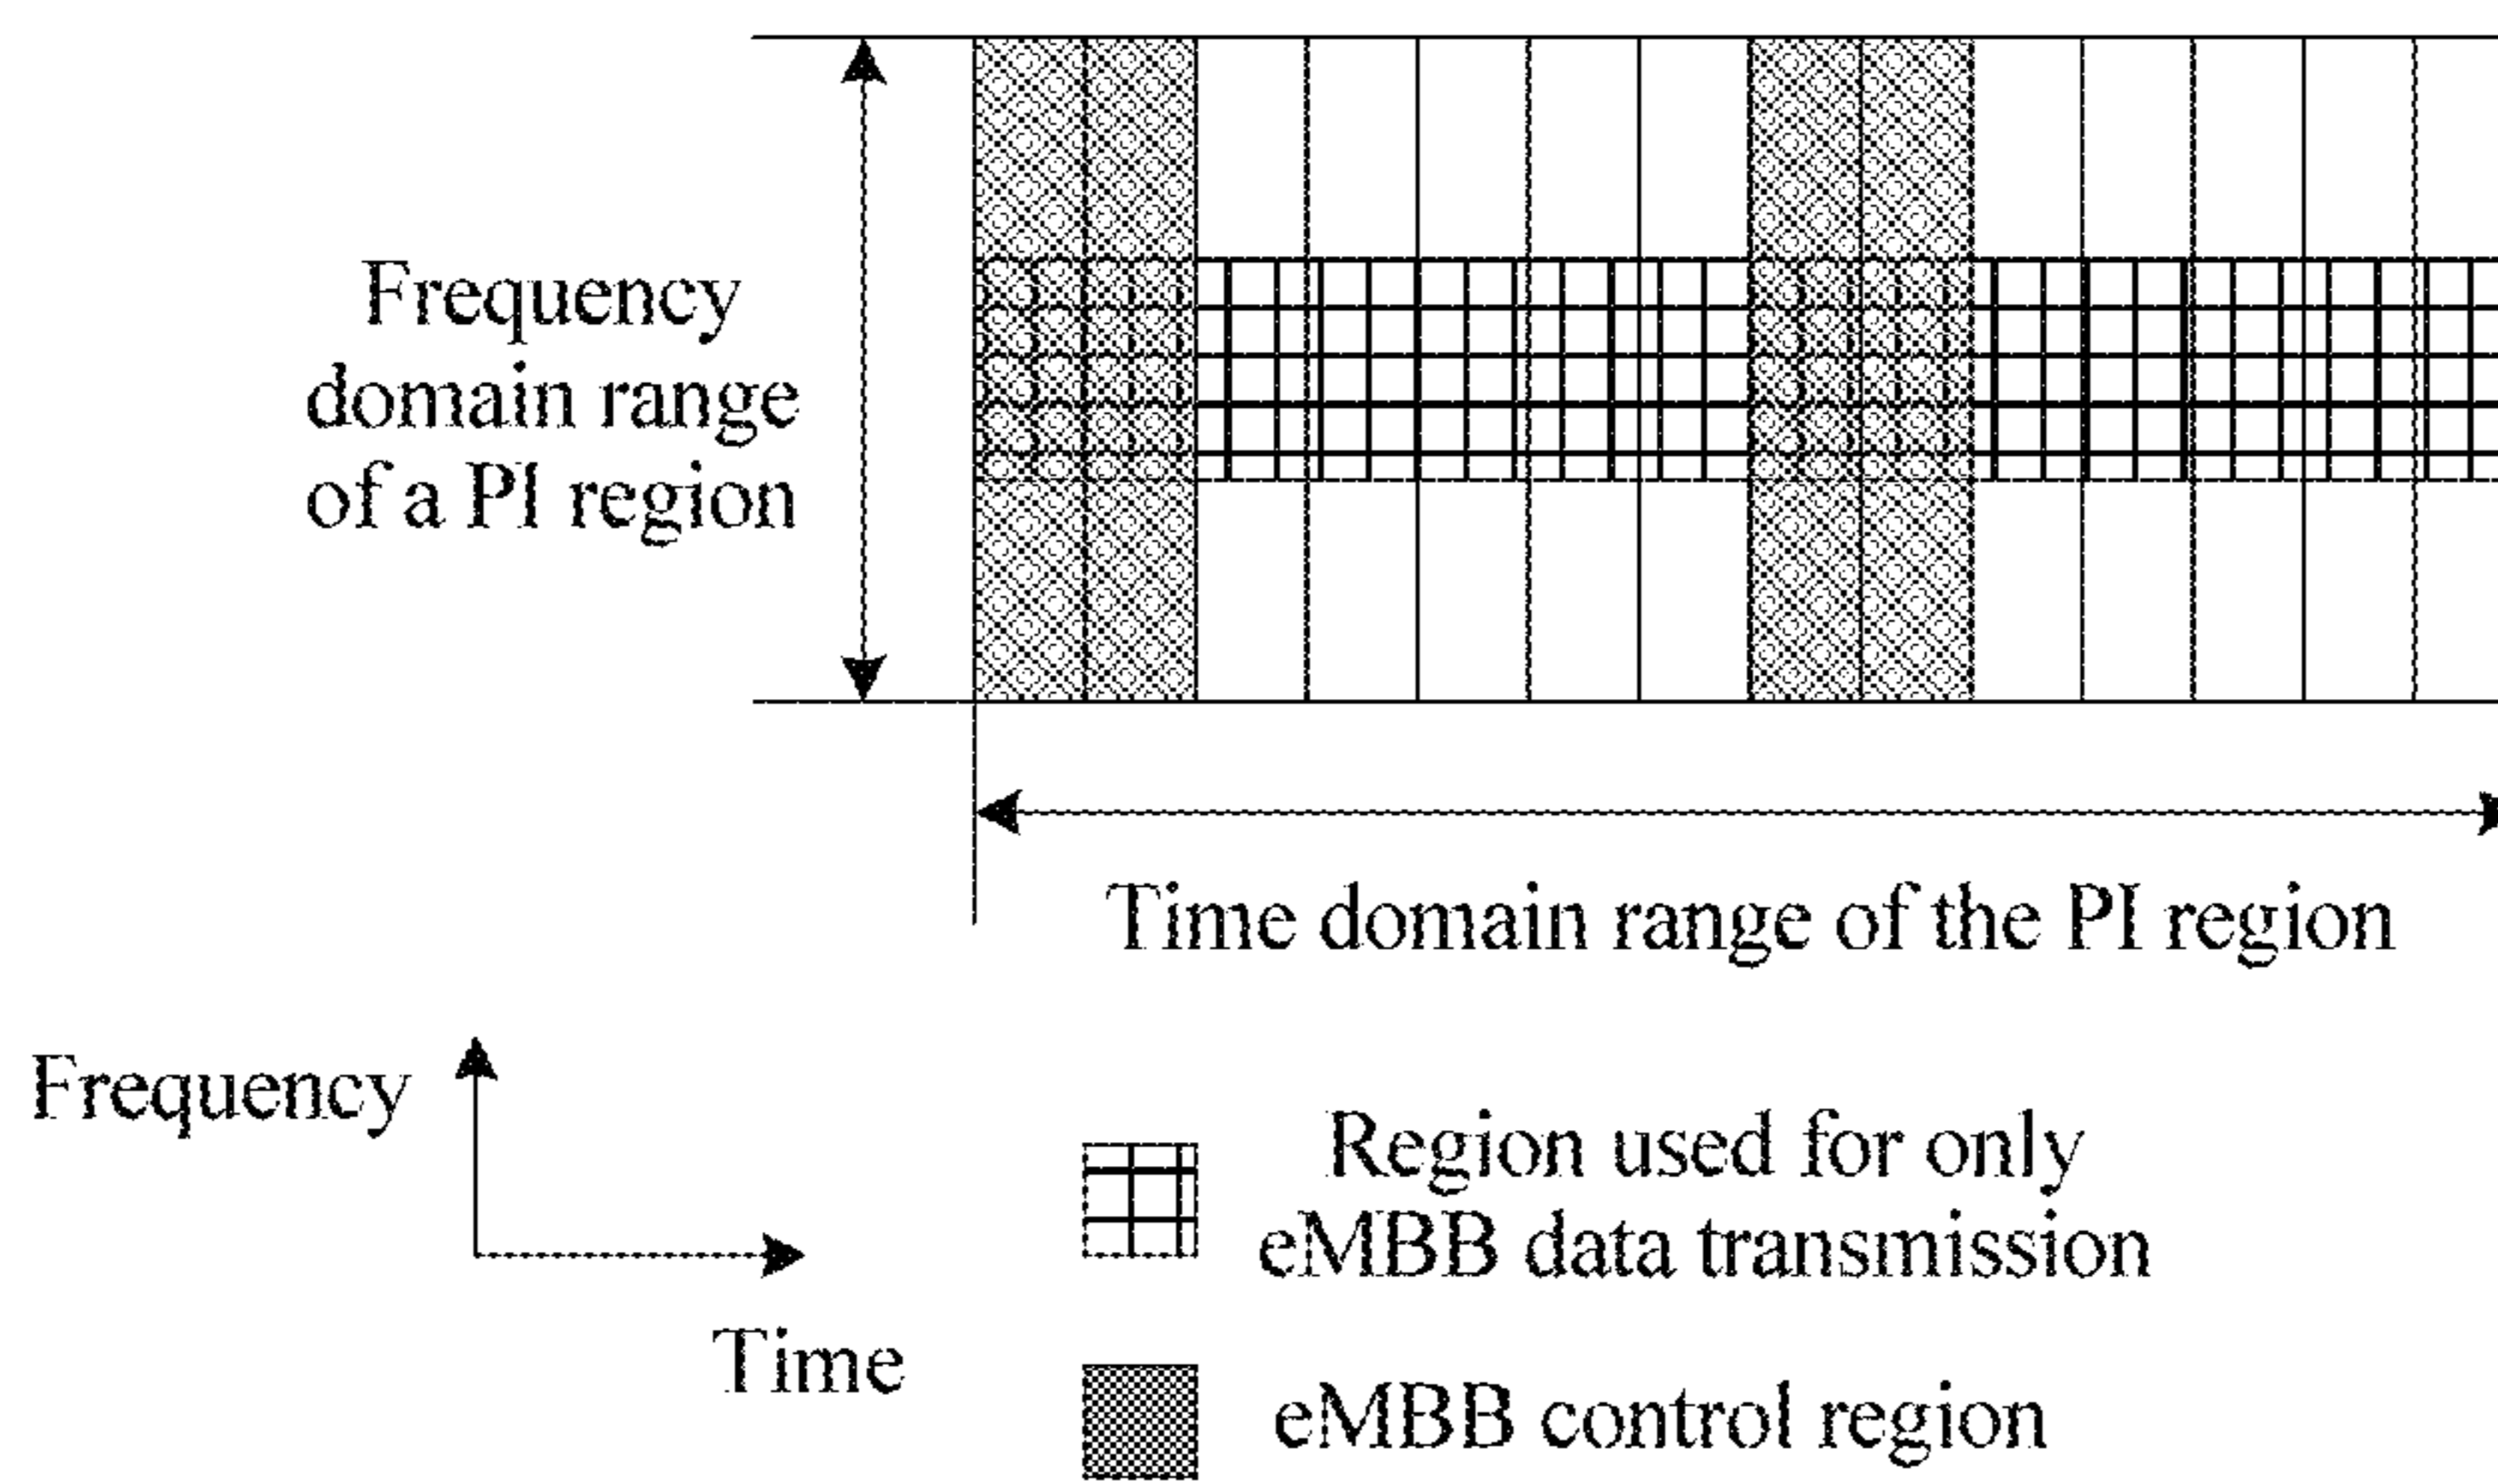 Frequency
domain range
of a PI region
Time domain range of the PI region
Frequency
Time
Region used for only
eMBB data transmission
eMBB control region